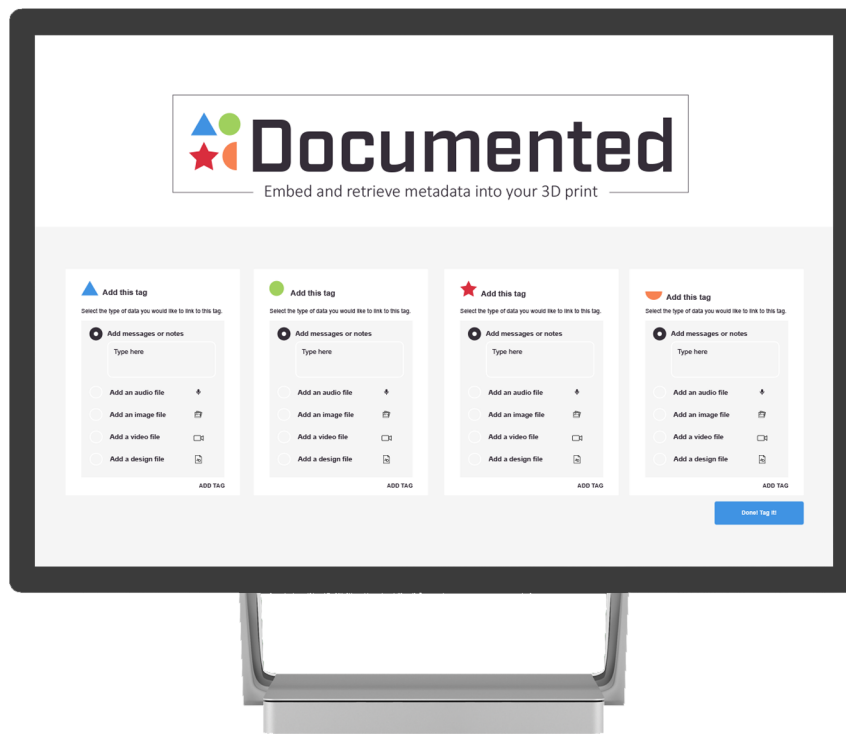 Documented
Embed and retrieve metadata into your 3D print
Add this tag
Select the type of data you would like to link to this tag.
Add messages or notes
Type here
Add an audio file
Add an image file
Add a video file
Add a design file
ADD TAG
Add this tag
Select the type of data you would like to link to this tag.
Add messages or notes
Type here
Add an audio file
Add an image file
Add a video file
Add a design file
ADD TAG
Add this tag
Select the type of data you would like to link to this tag.
Add messages or notes
Type here
Add an audio file
Add an image file
Add a video file
Add a design file
ADD TAG
Add this tag
Select the type of data you would like to link to this tag.
Add messages or notes
Type here
Add an audio file
Add an image file
Add a video file
Add a design file
ADD TAG
Done! Tag it!